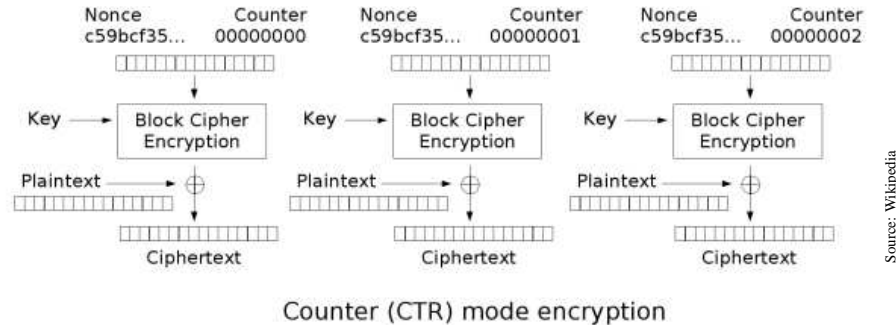 Nonce Counter Nonce Counter Nonce Counter
c59bcf35... 00000000 c59bcf35... 00000001 c59bcf35... 00000002
Key Block Cipher Key Block Cipher Key Block Cipher
Encryption Encryption Encryption
Plaintext Plaintext Plaintext
Ciphertext Ciphertext Ciphertext
Counter (CTR) mode encryption
Source: Wikipedia